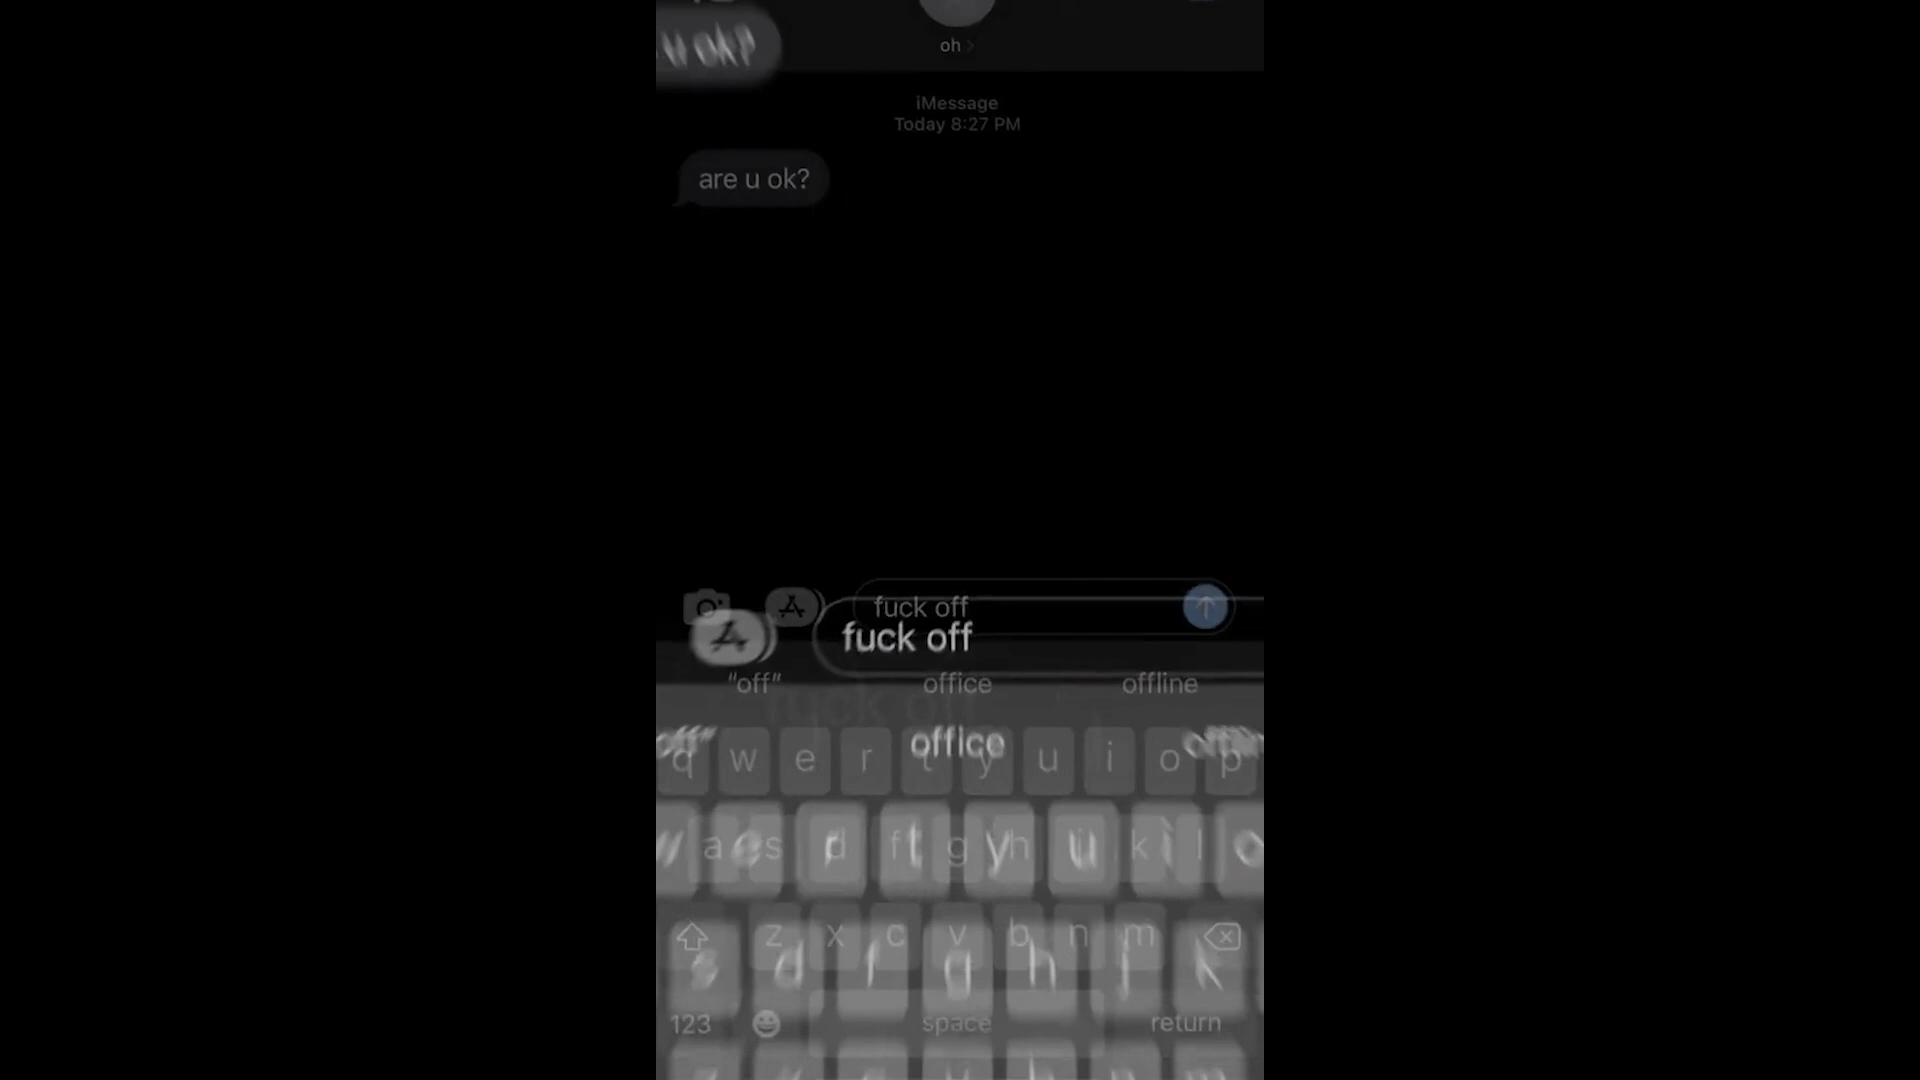 u ok?
oh
iMessage
Today 8:27 PM
are u ok?
fuck off
fuck off
"off" office offline
office
q w e r t y u i o p
a s d f g h k l
w e r t y u i o
z x c v b n m
s d f g h j k
123 space return